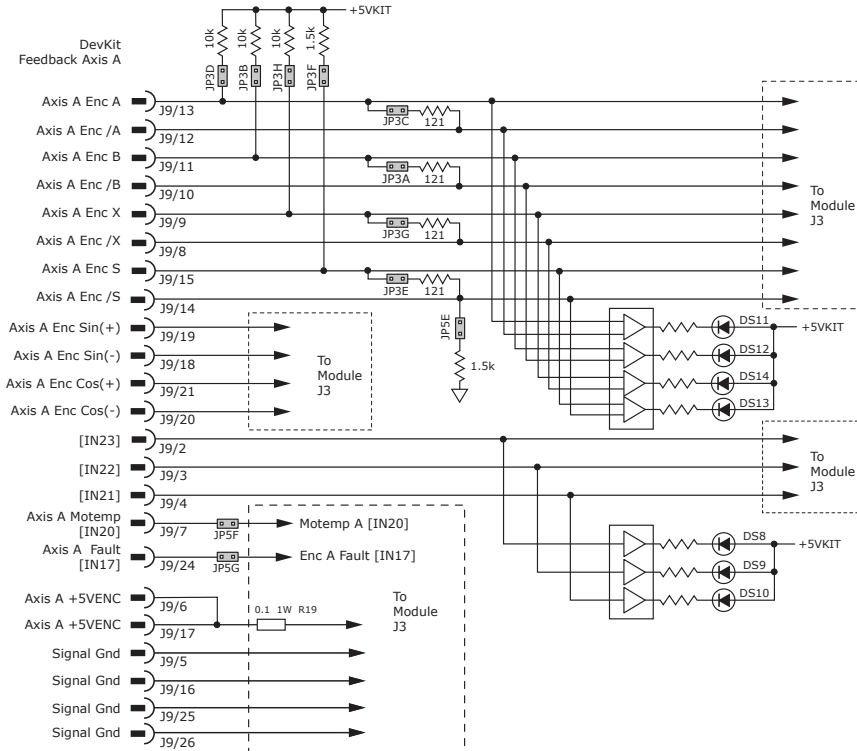 +5VKIT
10k
10k
10k
1.5k
DevKit
Feedback Axis A
JP3D
JP3B
JP3H
JP3F
Axis A Enc A
J9/13
JP3C
121
Axis A Enc /A
J9/12
Axis A Enc B
J9/11
JP3A
121
Axis A Enc /B
J9/10
To
Module
J3
Axis A Enc X
J9/9
JP3G
121
Axis A Enc /X
J9/8
Axis A Enc S
J9/15
JP3E
121
Axis A Enc /S
J9/14
JP5E
1.5k
DS11
+5VKIT
DS12
DS14
DS13
Axis A Enc Sin(+)
J9/19
Axis A Enc Sin(-)
J9/18
Axis A Enc Cos(+)
J9/21
Axis A Enc Cos(-)
J9/20
To
Module
J3
[IN23]
J9/2
[IN22]
J9/3
[IN21]
J9/4
To
Module
J3
Axis A Motemp
[IN20]
J9/7
JP5F
Motemp A [IN20]
Axis A Fault
[IN17]
J9/24
JP5G
Enc A Fault [IN17]
DS8
+5VKIT
DS9
DS10
Axis A +5VENC
J9/6
Axis A +5VENC
J9/17
0.1 1W R19
To
Module
J3
Signal Gnd
J9/5
Signal Gnd
J9/16
Signal Gnd
J9/25
Signal Gnd
J9/26